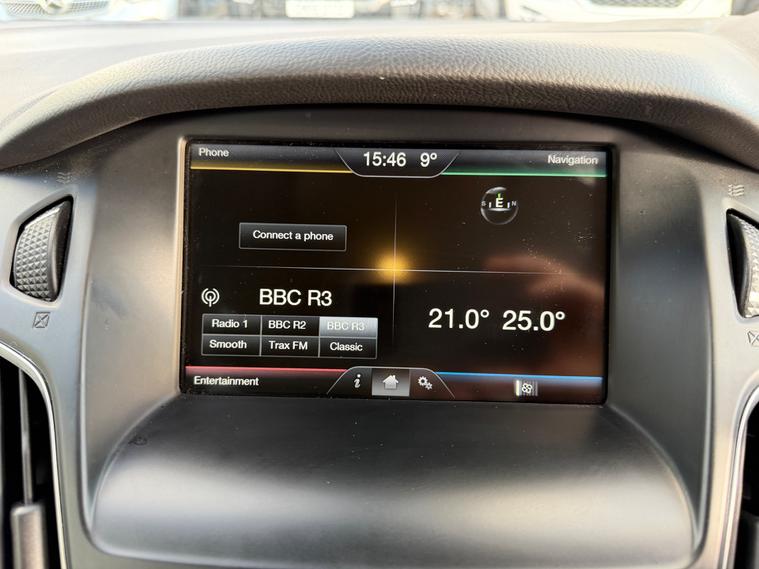 Phone
15:46 9°
Navigation
S E N
Connect a phone
BBC R3
Radio 1 BBC R2 BBC R3
Smooth Trax FM Classic
21.0° 25.0°
Entertainment
i